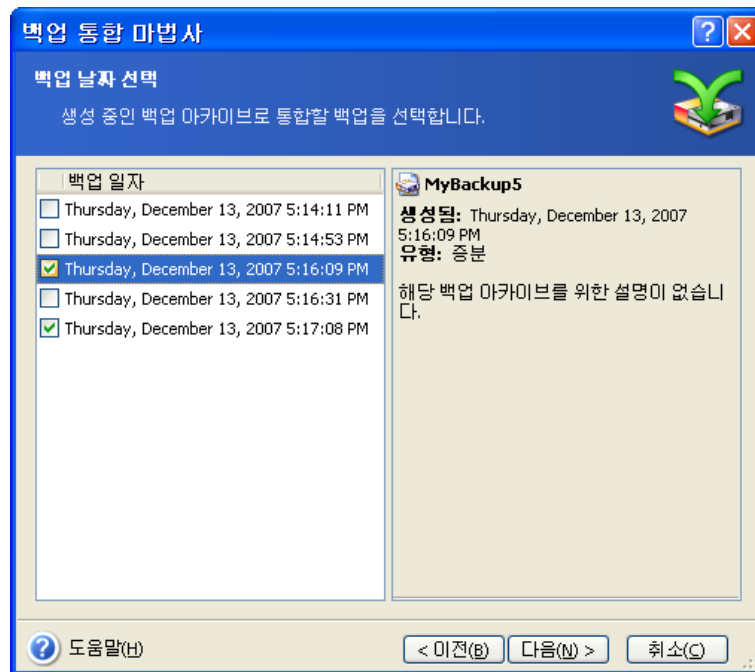 백업 통합 마법사
백업 날짜 선택
생성 중인 백업 아카이브로 통합할 백업을 선택합니다.
백업 일자
Thursday, December 13, 2007 5:14:11 PM
Thursday, December 13, 2007 5:14:53 PM
Thursday, December 13, 2007 5:16:09 PM
Thursday, December 13, 2007 5:16:31 PM
Thursday, December 13, 2007 5:17:08 PM
MyBackup5
생성됨: Thursday, December 13, 2007
5:16:09 PM
유형: 증분
해당 백업 아카이브를 위한 설명이 없습니
다.
도움말(H)
< 이전(B)
다음(N) >
취소(C)